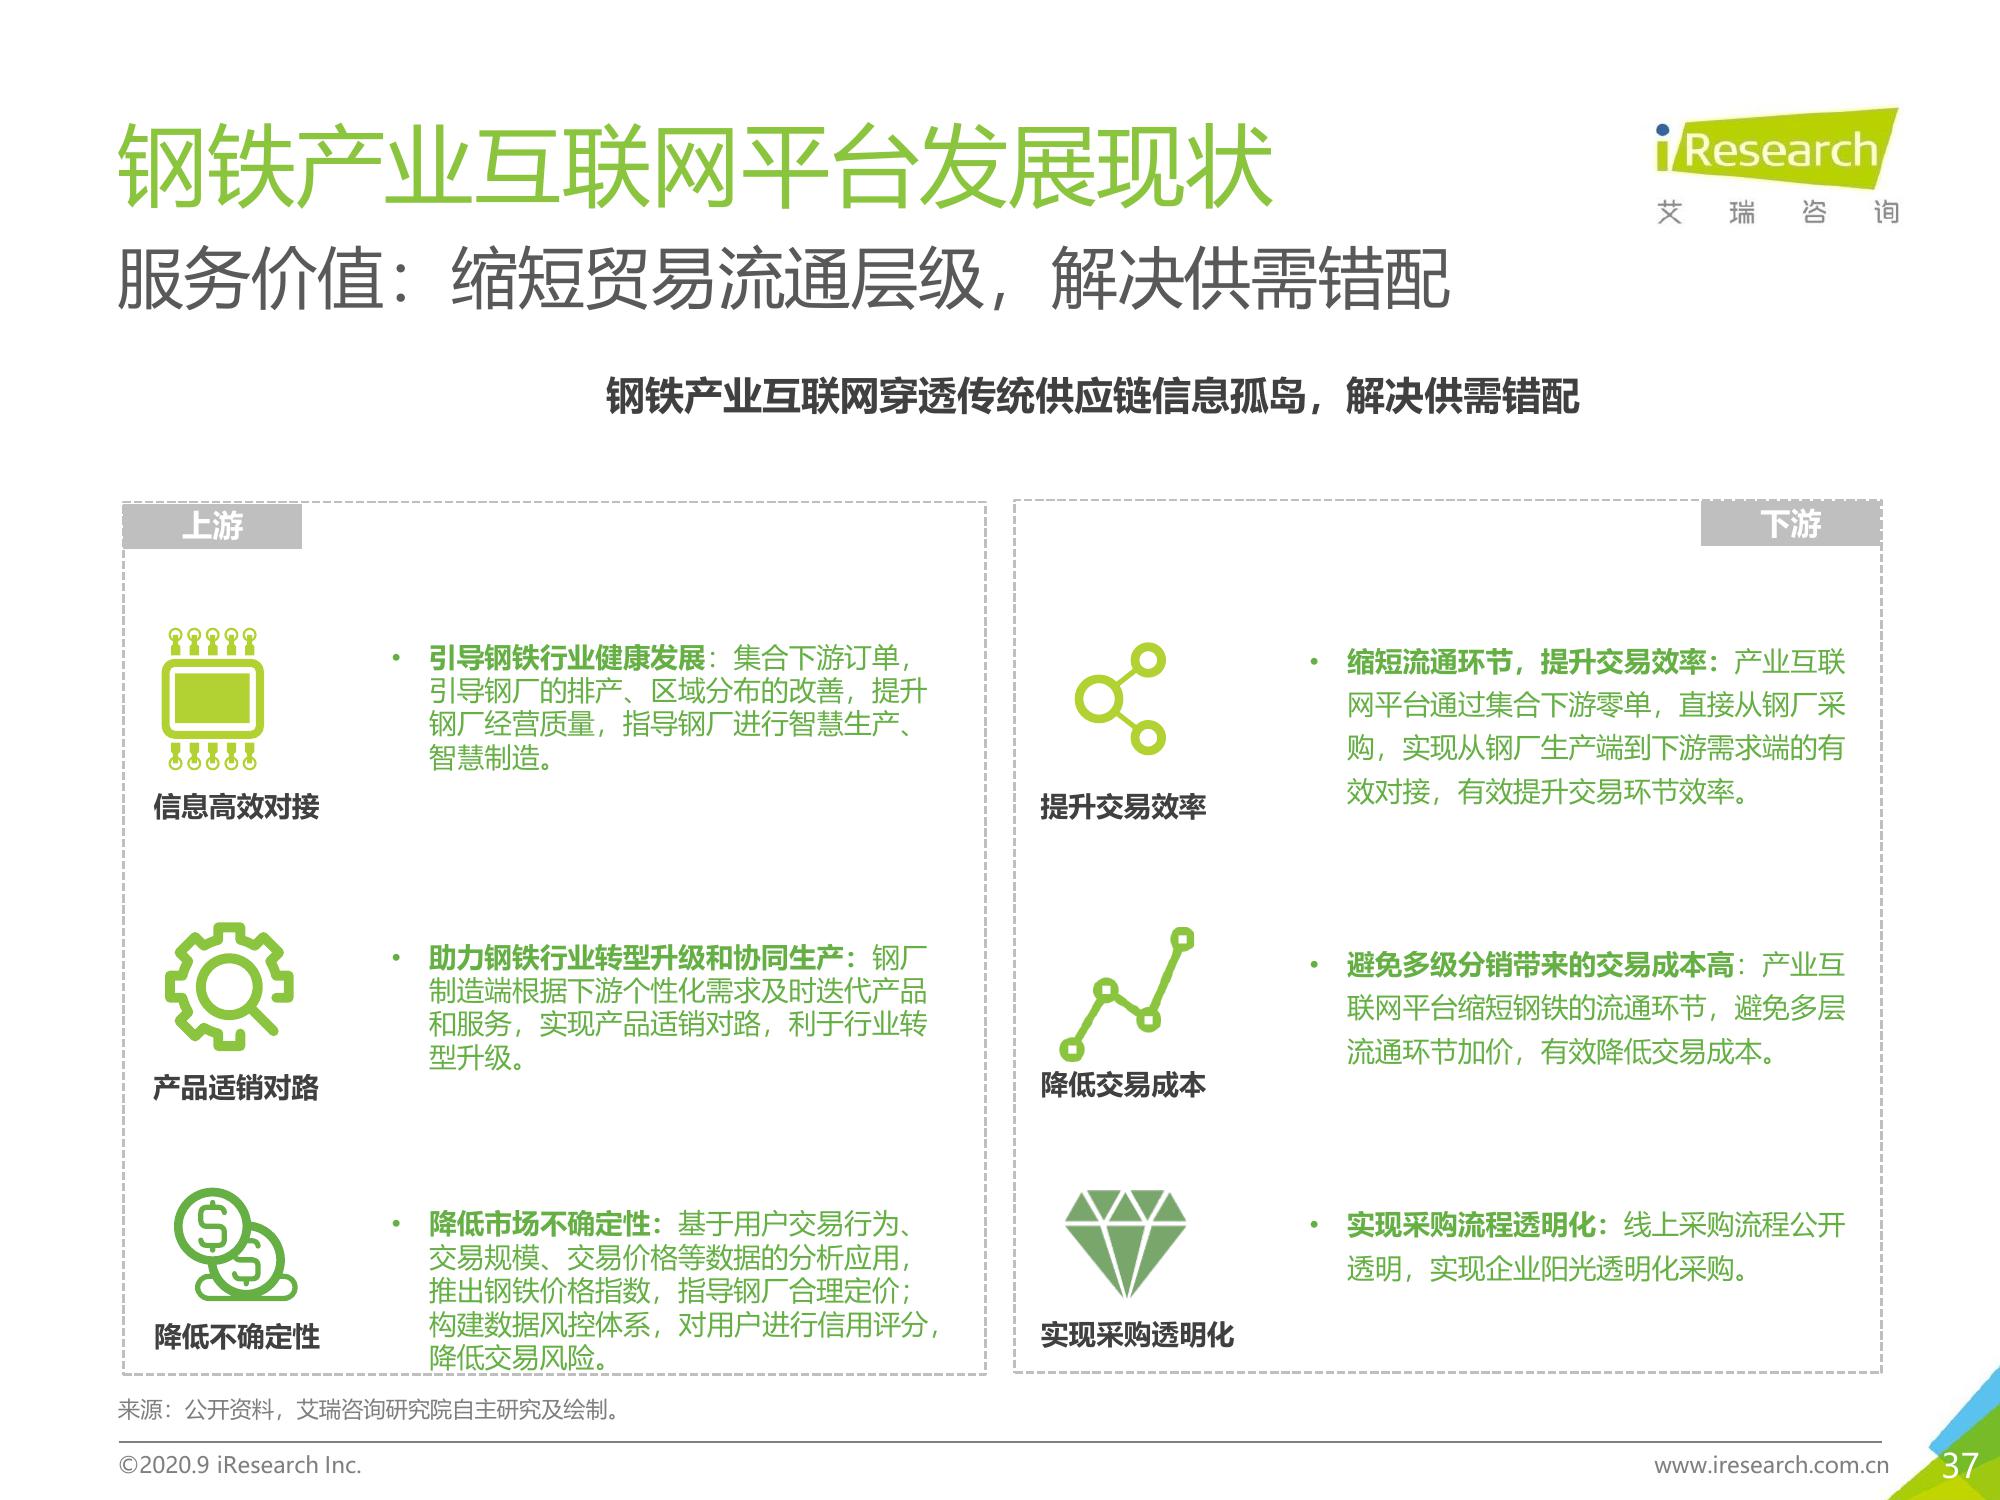 钢铁产业互联网平台发展现状
iResearch
艾瑞咨询
服务价值：缩短贸易流通层级，解决供需错配
钢铁产业互联网穿透传统供应链信息孤岛，解决供需错配
上游
信息高效对接
• 引导钢铁行业健康发展：集合下游订单，
引导钢厂的排产、区域分布的改善，提升
钢厂经营质量，指导钢厂进行智慧生产、
智慧制造。
产品适销对路
• 助力钢铁行业转型升级和协同生产：钢厂
制造端根据下游个性化需求及时迭代产品
和服务，实现产品适销对路，利于行业转
型升级。
降低不确定性
• 降低市场不确定性：基于用户交易行为、
交易规模、交易价格等数据的分析应用，
推出钢铁价格指数，指导钢厂合理定价；
构建数据风控体系，对用户进行信用评分，
降低交易风险。
下游
提升交易效率
• 缩短流通环节，提升交易效率：产业互联
网平台通过集合下游零单，直接从钢厂采
购，实现从钢厂生产端到下游需求端的有
效对接，有效提升交易环节效率。
降低交易成本
• 避免多级分销带来的交易成本高：产业互
联网平台缩短钢铁的流通环节，避免多层
流通环节加价，有效降低交易成本。
实现采购透明化
• 实现采购流程透明化：线上采购流程公开
透明，实现企业阳光透明化采购。
来源：公开资料，艾瑞咨询研究院自主研究及绘制。
©2020.9 iResearch Inc.
www.iresearch.com.cn
37